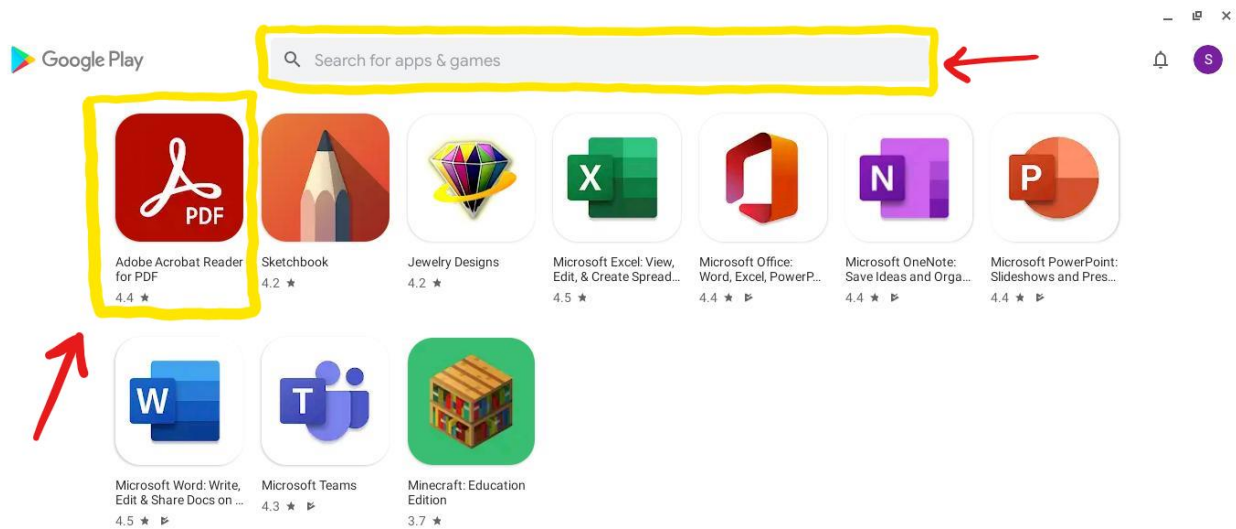 Google Play
Search for apps & games
S
PDF
X
N
P
Adobe Acrobat Reader
for PDF
4.4 ★
Sketchbook
4.2 ★
Jewelry Designs
4.2 ★
Microsoft Excel: View,
Edit, & Create Spread...
4.5 ★
Microsoft Office:
Word, Excel, PowerP...
4.4 ★
Microsoft OneNote:
Save Ideas and Orga...
4.4 ★
Microsoft PowerPoint:
Slideshows and Pres...
4.4 ★
W
T
Microsoft Word: Write,
Edit & Share Docs on ...
4.5 ★
Microsoft Teams
4.3 ★
Minecraft: Education
Edition
3.7 ★